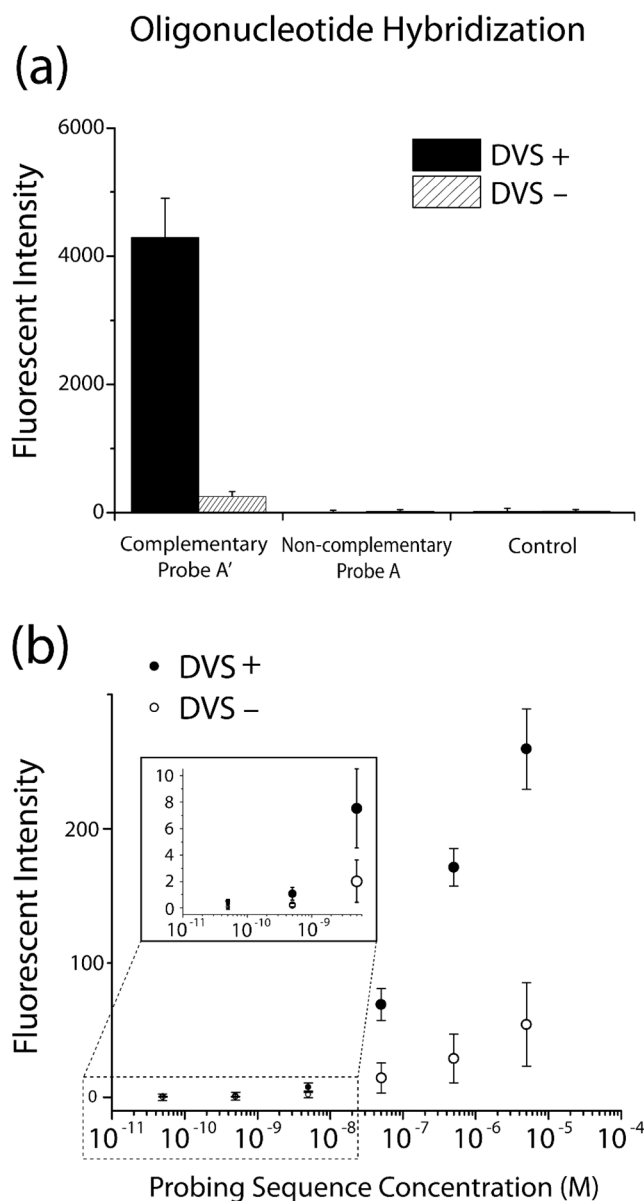 Oligonucleotide Hybridization
(a)
Fluorescent Intensity
6000
4000
2000
0
DVS +
DVS –
Complementary
Probe A'
Non-complementary
Probe A
Control
(b)
DVS +
DVS –
Fluorescent Intensity
200
100
0
10
8
6
4
2
0
10⁻¹¹ 10⁻¹⁰ 10⁻⁹
10⁻¹¹ 10⁻¹⁰ 10⁻⁹ 10⁻⁸ 10⁻⁷ 10⁻⁶ 10⁻⁵ 10⁻⁴
Probing Sequence Concentration (M)